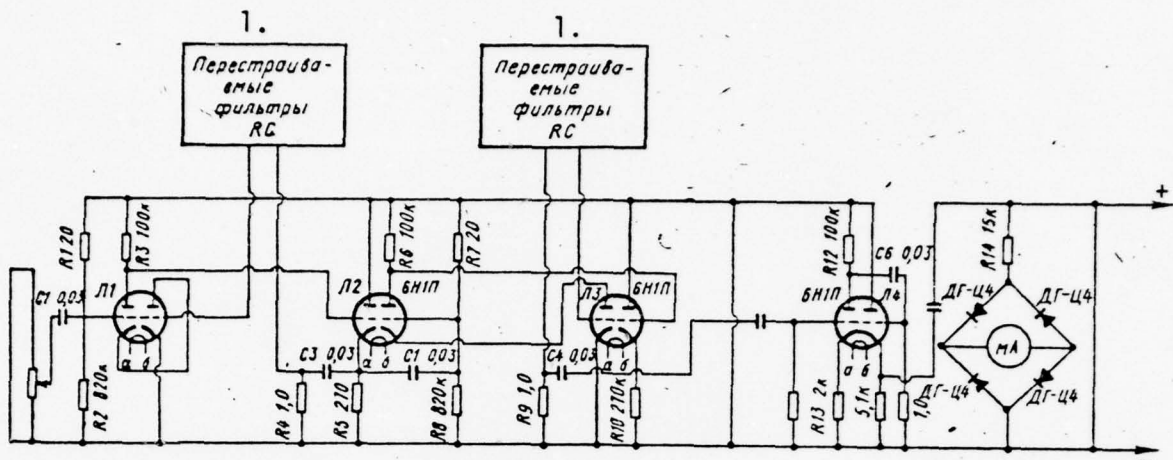 1.
Перестраива-
емые
фильтры
RC
1.
Перестраива-
емые
фильтры
RC
+
R1 20
R3 100к
R6 100к
R7 20
R12 100к
C6 0,03
R14 15к
C1 0,03
Л1
Л2
6Н1П
Л3
6Н1П
6Н1П
Л4
ДГ-Ц4
ДГ-Ц4
мА
ДГ-Ц4
ДГ-Ц4
а б
а б
а б
а б
C3 0,03
C1 0,03
C4 0,03
R2 820к
R4 1,0
R5 210
R8 820к
R9 1,0
R10 210к
R13 2к
5,1к
1,0